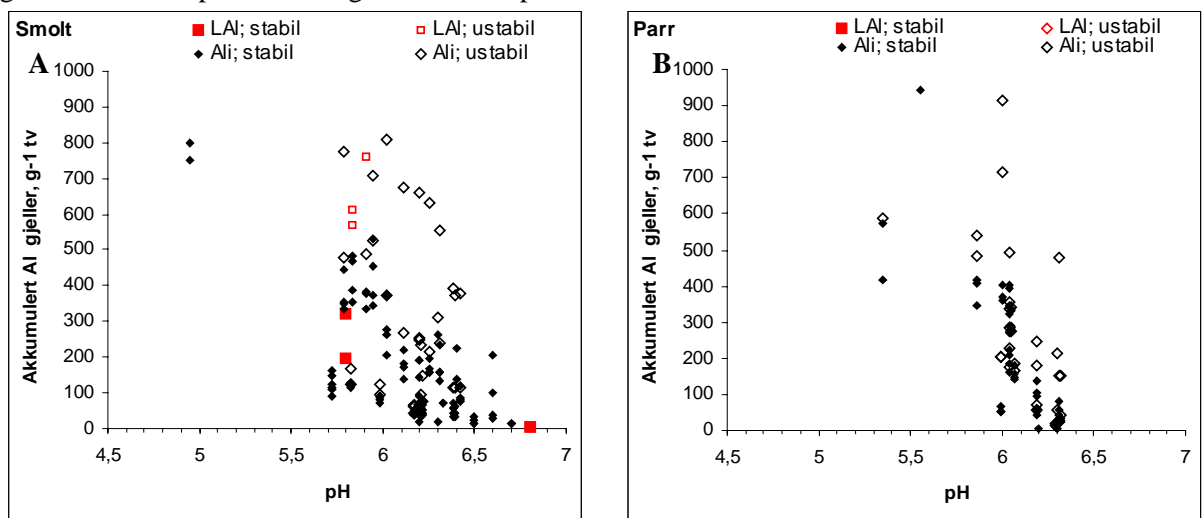 Smolt
LAl; stabil
LAl; ustabil
Ali; stabil
Ali; ustabil
A
1000
900
800
700
600
500
400
300
200
100
0
Akkumulert Al gjeller, g-1 tv
4,5 5 5,5 6 6,5 7
pH
Parr
LAl; stabil
LAl; ustabil
Ali; stabil
Ali; ustabil
B
1000
900
800
700
600
500
400
300
200
100
0
Akkumulert Al gjeller, g-1 tv
4,5 5 5,5 6 6,5 7
pH